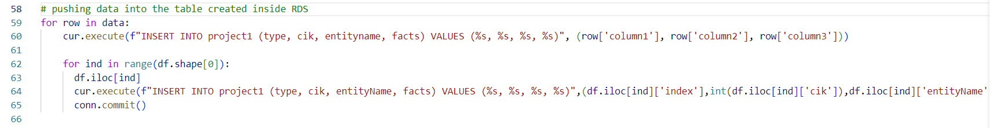 58 # pushing data into the table created inside RDS
59 for row in data:
60 cur.execute(f"INSERT INTO project1 (type, cik, entityname, facts) VALUES (%s, %s, %s, %s)", (row['column1'], row['column2'], row['column3']))
61
62 for ind in range(df.shape[0]):
63 df.iloc[ind]
64 cur.execute(f"INSERT INTO project1 (type, cik, entityName, facts) VALUES (%s, %s, %s, %s)",(df.iloc[ind]['index'],int(df.iloc[ind]['cik']),df.iloc[ind]['entityName'
65 conn.commit()
66